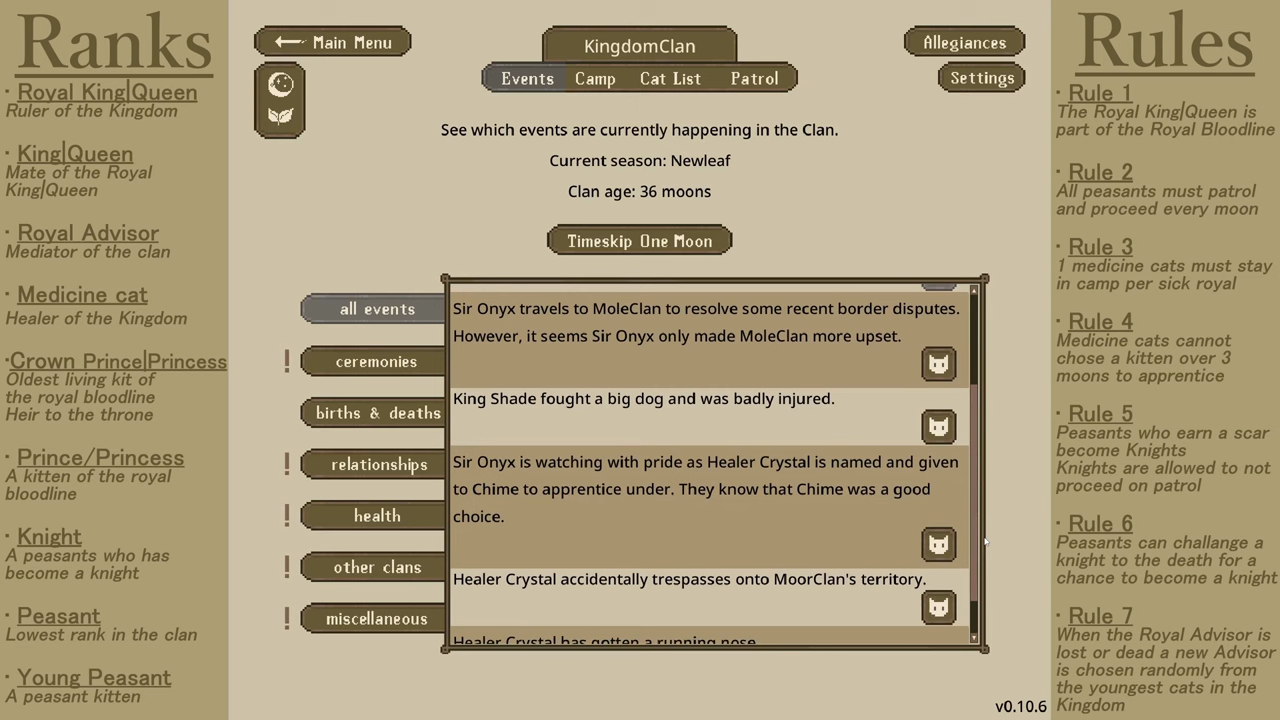 Ranks
· Royal King|Queen
Ruler of the Kingdom
· King|Queen
Mate of the Royal
King|Queen
· Royal Advisor
Mediator of the clan
· Medicine cat
Healer of the Kingdom
·Crown Prince|Princess
Oldest living kit of
the royal bloodline
Heir to the throne
· Prince/Princess
A kitten of the royal
bloodline
· Knight
A peasants who has
become a knight
· Peasant
Lowest rank in the clan
· Young Peasant
A peasant kitten
Main Menu
KingdomClan
Events
Camp
Cat List
Patrol
Allegiances
Settings
See which events are currently happening in the Clan.
Current season: Newleaf
Clan age: 36 moons
Timeskip One Moon
all events
! ceremonies
births & deaths
! relationships
! health
! other clans
! miscellaneous
Sir Onyx travels to MoleClan to resolve some recent border disputes.
However, it seems Sir Onyx only made MoleClan more upset.
King Shade fought a big dog and was badly injured.
Sir Onyx is watching with pride as Healer Crystal is named and given
to Chime to apprentice under. They know that Chime was a good
choice.
Healer Crystal accidentally trespasses onto MoorClan's territory.
Healer Crystal has gotten a running nose.
v0.10.6
Rules
· Rule 1
The Royal King|Queen is
part of the Royal Bloodline
· Rule 2
All peasants must patrol
and proceed every moon
· Rule 3
1 medicine cats must stay
in camp per sick royal
· Rule 4
Medicine cats cannot
chose a kitten over 3
moons to apprentice
· Rule 5
Peasants who earn a scar
become Knights
Knights are allowed to not
proceed on patrol
· Rule 6
Peasants can challange a
knight to the death for a
chance to become a knight
· Rule 7
When the Royal Advisor is
lost or dead a new Advisor
is chosen randomly from
the youngest cats in the
Kingdom